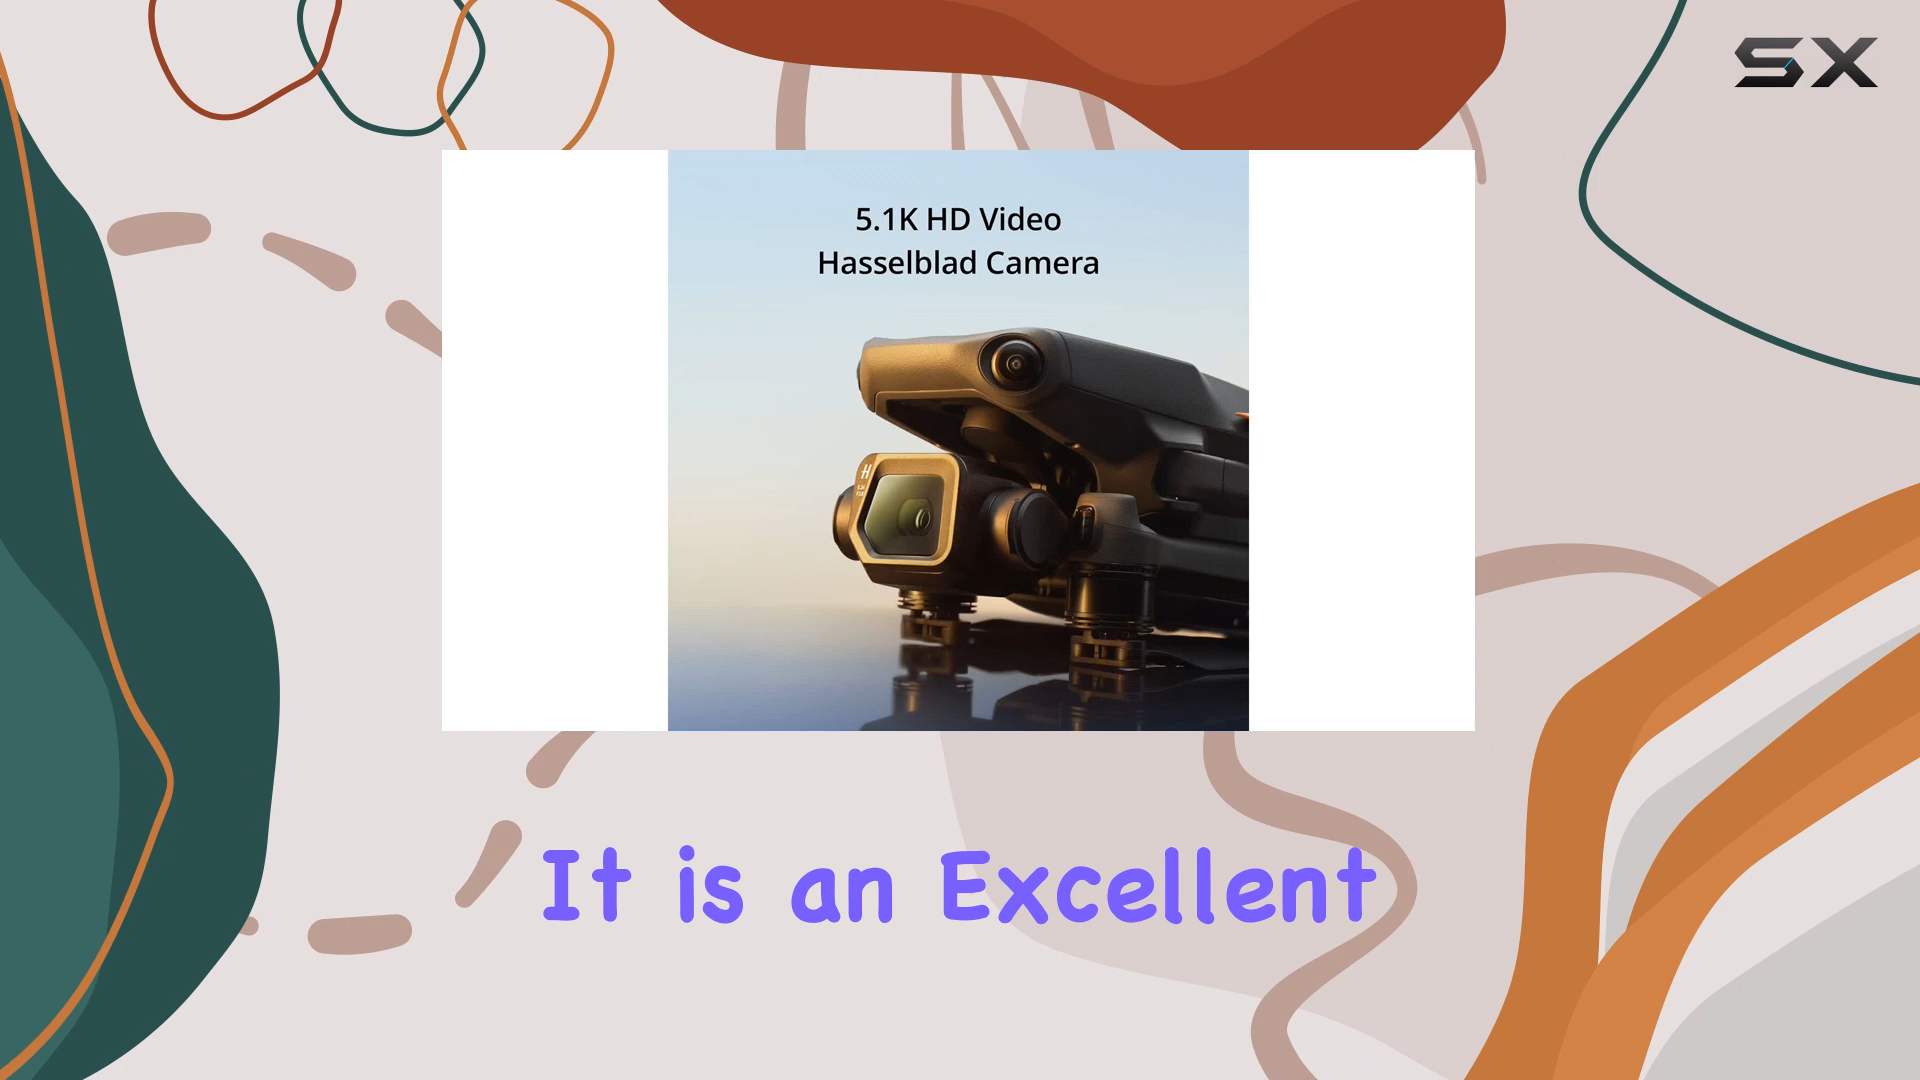 SX
5.1K HD Video
Hasselblad Camera
H
It is an Excellent